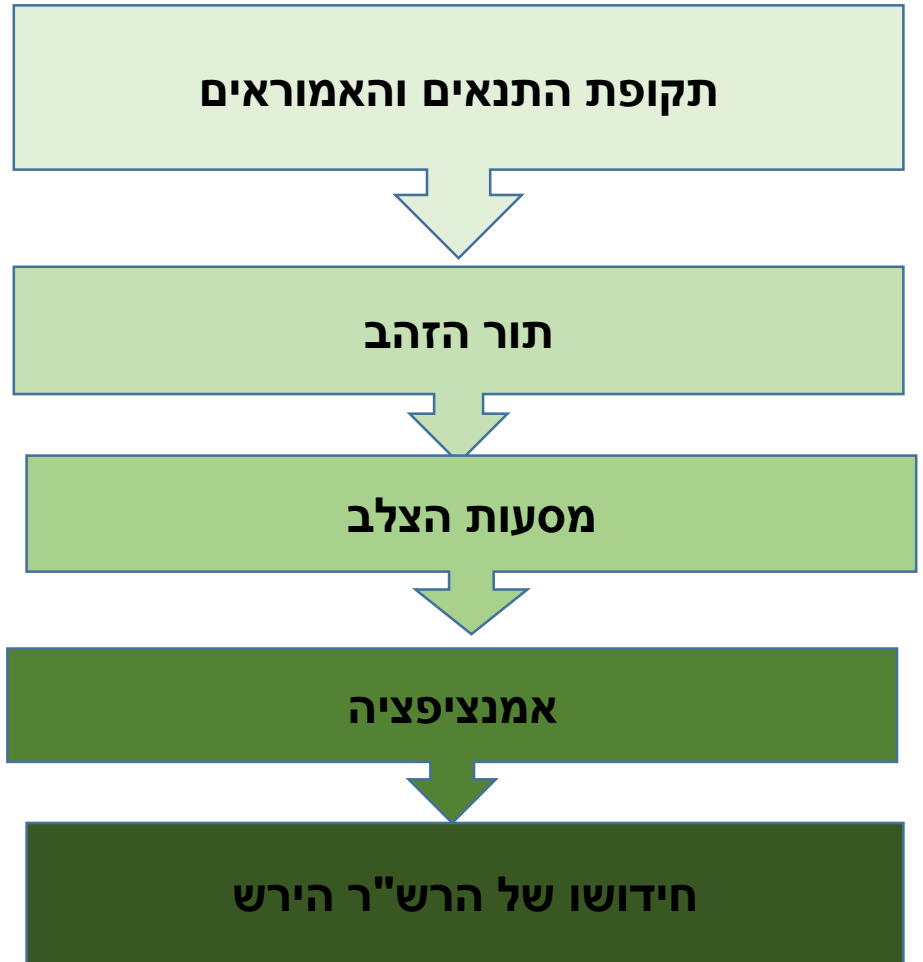 תקופת התנאים והאמוראים
תור הזהב
מסעות הצלב
אמנציפציה
חידושו של הרש"ר הירש